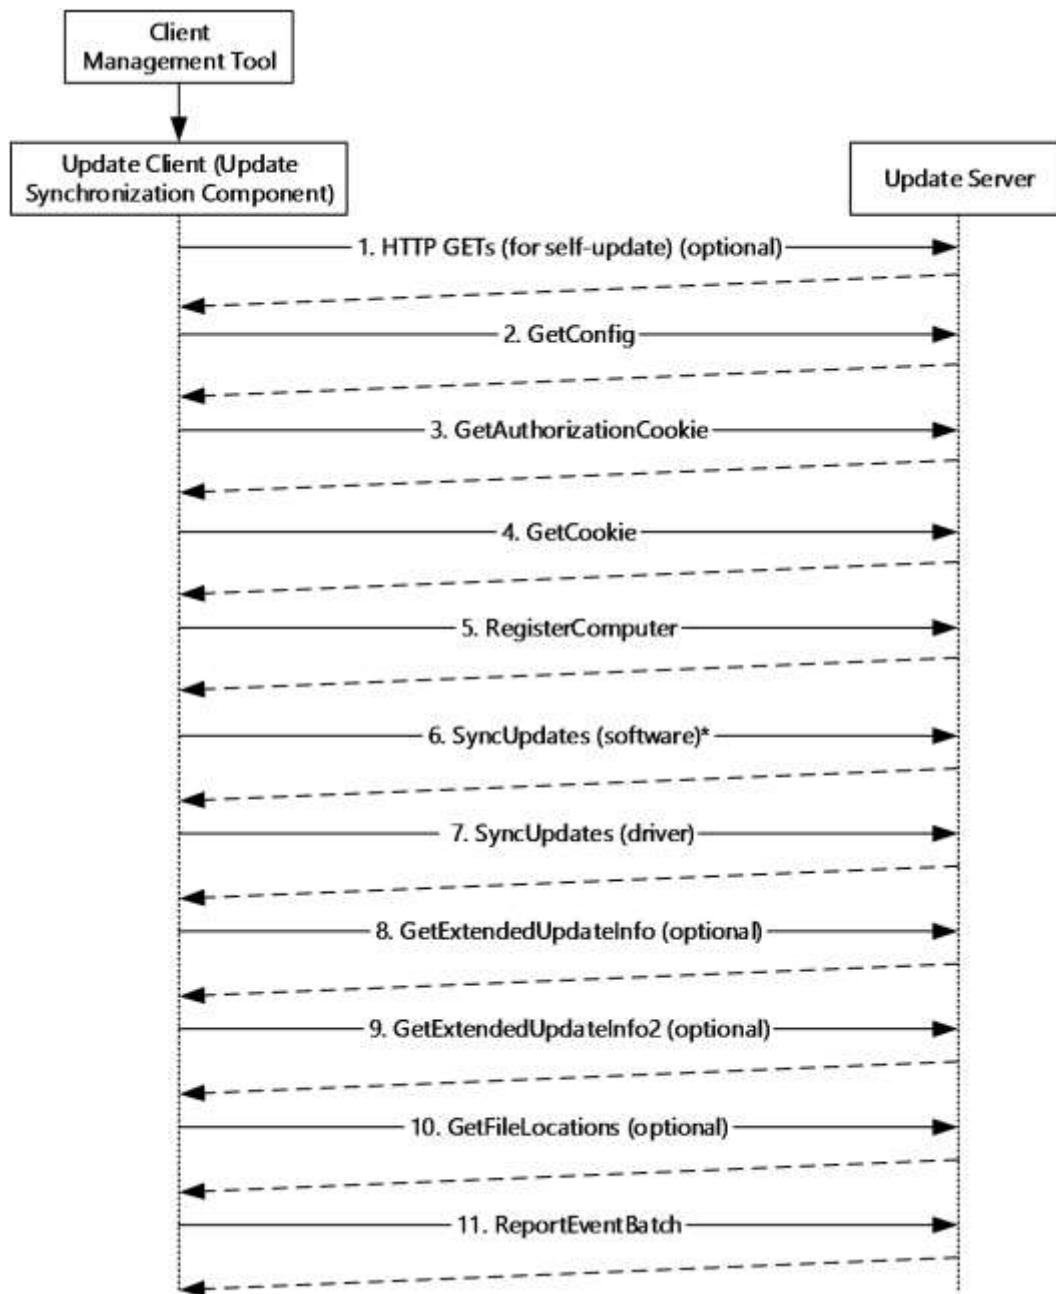 Client
Management Tool
Update Client (Update
Synchronization Component)
Update Server
1. HTTP GETs (for self-update) (optional)
2. GetConfig
3. GetAuthorizationCookie
4. GetCookie
5. RegisterComputer
6. SyncUpdates (software)*
7. SyncUpdates (driver)
8. GetExtendedUpdateInfo (optional)
9. GetExtendedUpdateInfo2 (optional)
10. GetFileLocations (optional)
11. ReportEventBatch